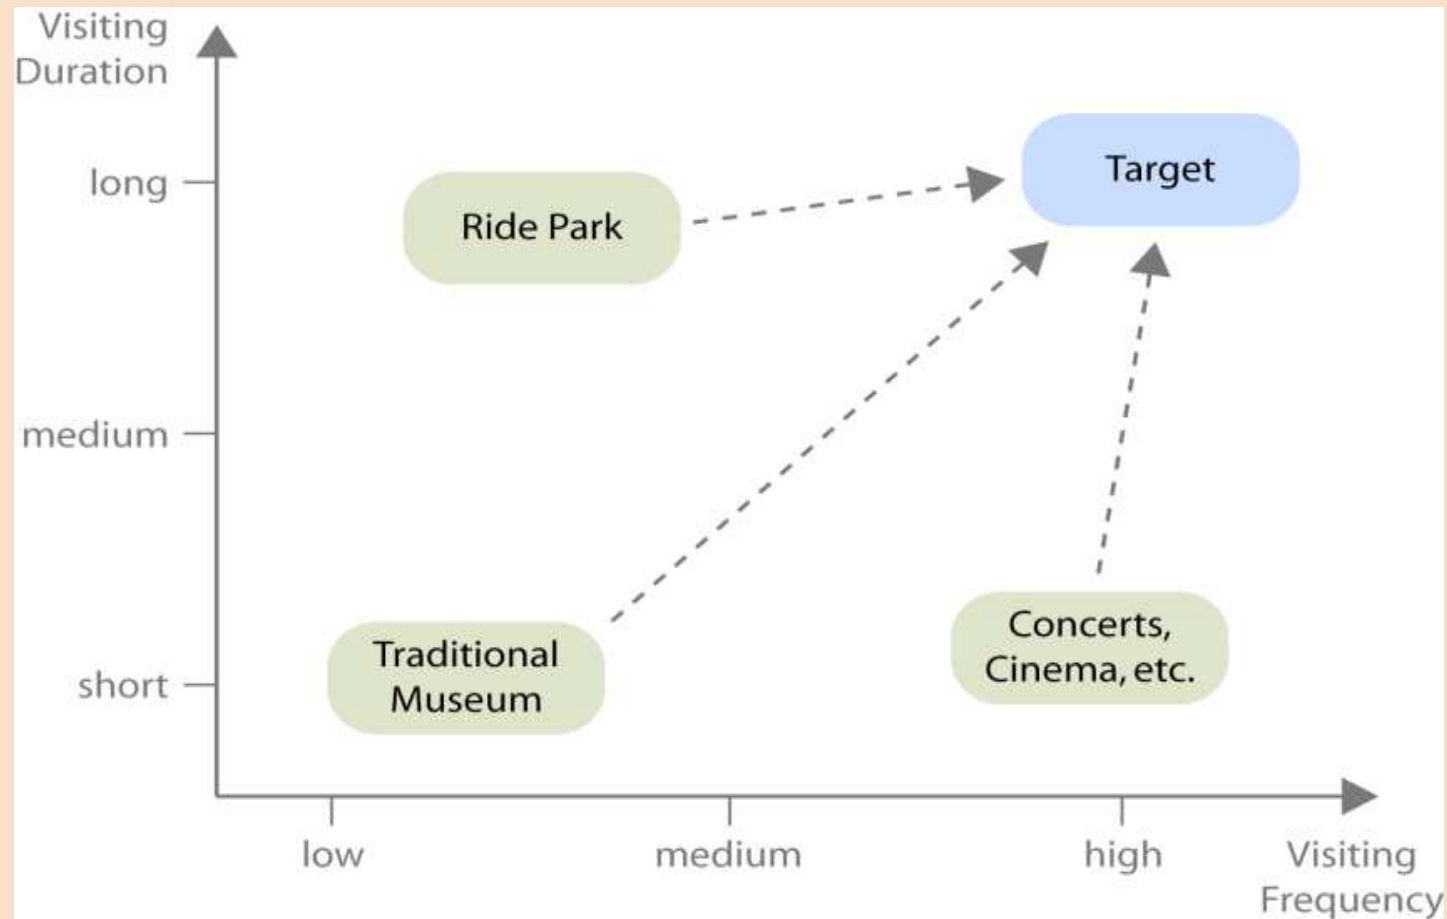 Visiting
Duration
long
Target
Ride Park
medium
Concerts,
Cinema, etc.
Traditional
Museum
short
low
medium
high
Visiting
Frequency